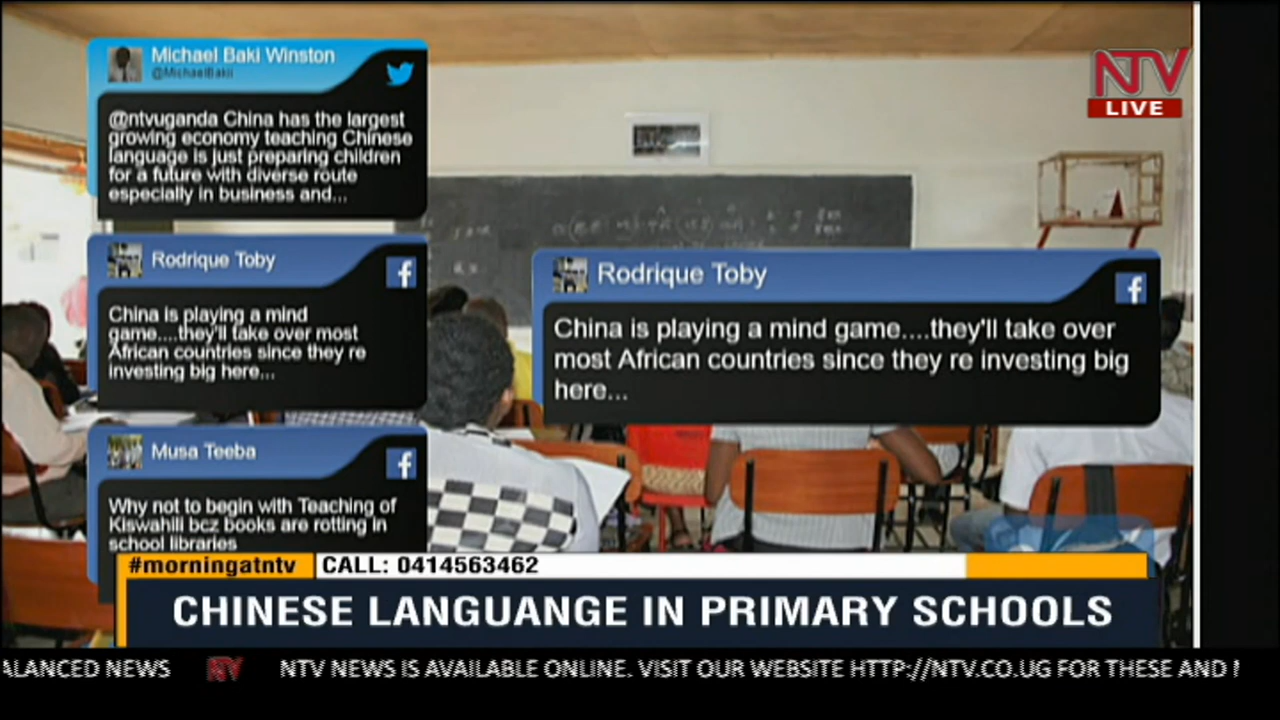 Michael Baki Winston
@MichaelBakii
@ntvuganda China has the largest
growing economy teaching Chinese
language is just preparing children
for a future with diverse route
especially in business and...
NTV
LIVE
Rodrique Toby
China is playing a mind
game....they'll take over most
African countries since they re
investing big here...
Rodrique Toby
China is playing a mind game....they'll take over
most African countries since they re investing big
here...
Musa Teeba
Why not to begin with Teaching of
Kiswahili bcz books are rotting in
school libraries
#morningatntv CALL: 0414563462
CHINESE LANGUANGE IN PRIMARY SCHOOLS
ALANCED NEWS NTV NTV NEWS IS AVAILABLE ONLINE. VISIT OUR WEBSITE HTTP://NTV.CO.UG FOR THESE AND